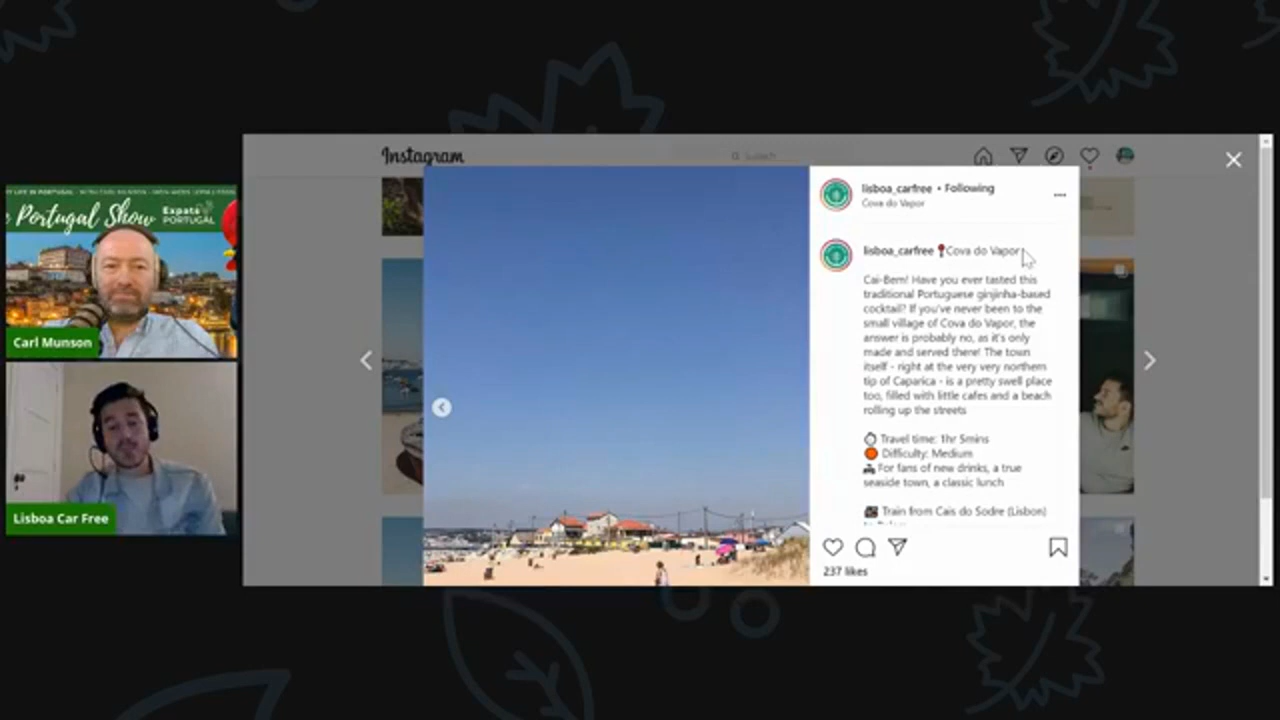 Portugal Show
Expats
PORTUGAL
Carl Munson
Lisboa Car Free
Instagram
Search
lisboa_carfree • Following
Cova do Vapor
lisboa_carfree 📍Cova do Vapor
Cai-Bem! Have you ever tasted this
traditional Portuguese ginjinha-based
cocktail? If you've never been to the
small village of Cova do Vapor, the
answer is probably no, as it's only
made and served there! The town
itself - right at the very very northern
tip of Caparica - is a pretty swell place
too, filled with little cafes and a beach
rolling up the streets
Travel time: 1hr 5mins
Difficulty: Medium
For fans of new drinks, a true
seaside town, a classic lunch
Train from Cais do Sodre (Lisbon)
237 likes